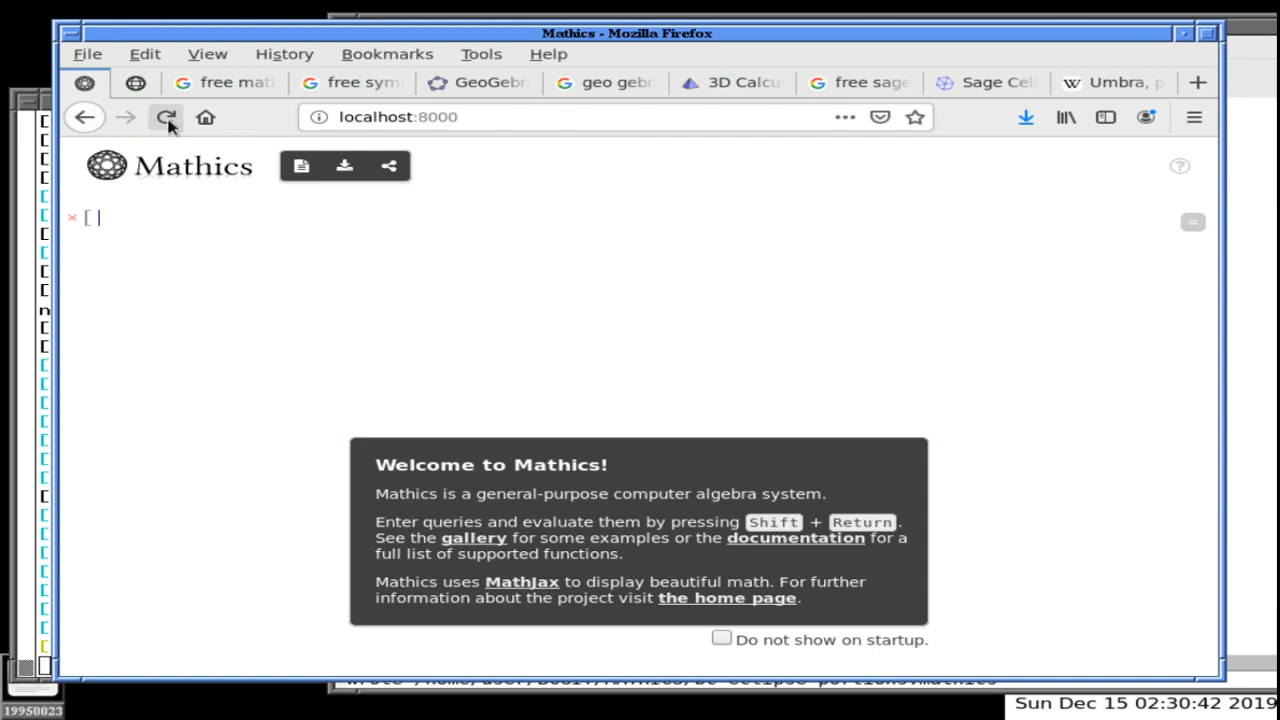 Mathics - Mozilla Firefox
File Edit View History Bookmarks Tools Help
free mat free sym GeoGebr geo gebr 3D Calcu free sage Sage Cel Umbra, p
localhost:8000
Mathics
?
× [
=
Welcome to Mathics!
Mathics is a general-purpose computer algebra system.
Enter queries and evaluate them by pressing Shift + Return.
See the gallery for some examples or the documentation for a
full list of supported functions.
Mathics uses MathJax to display beautiful math. For further
information about the project visit the home page.
Do not show on startup.
19950023
Sun Dec 15 02:30:42 2019